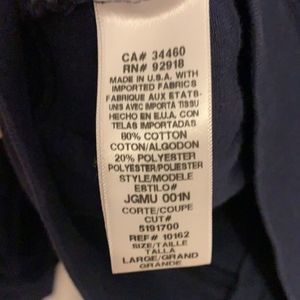 CA# 34460
RN# 92918
MADE IN U.S.A. WITH
IMPORTED FABRICS
FABRIQUE AUX ETATS-
UNIS AVEC IMPORTA TISSU
HECHO EN E.U.A. CON
TELAS IMPORTADAS
80% COTTON
COTON/ALGODON
20% POLYESTER
POLYESTER/POLIESTER
STYLE/MODELE
ESTILO#
JGMU 001N
CORTE/COUPE
CUT#
5191700
REF# 10162
SIZE/TAILLE
TALLA
LARGE/GRAND
GRANDE